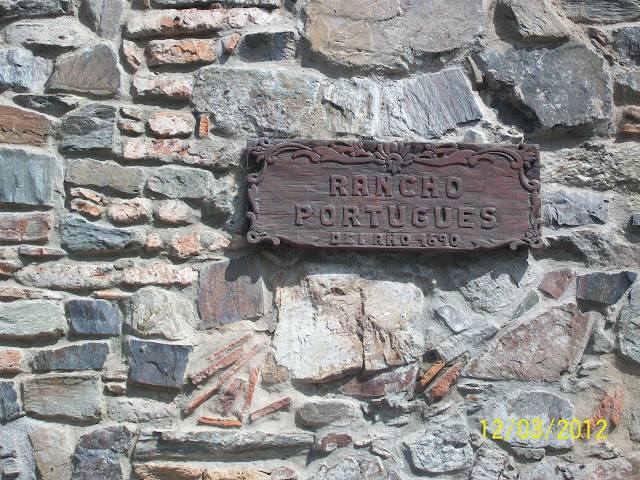 RANCHO
PORTUGUES
DEL AÑO 1690
12/03/2012